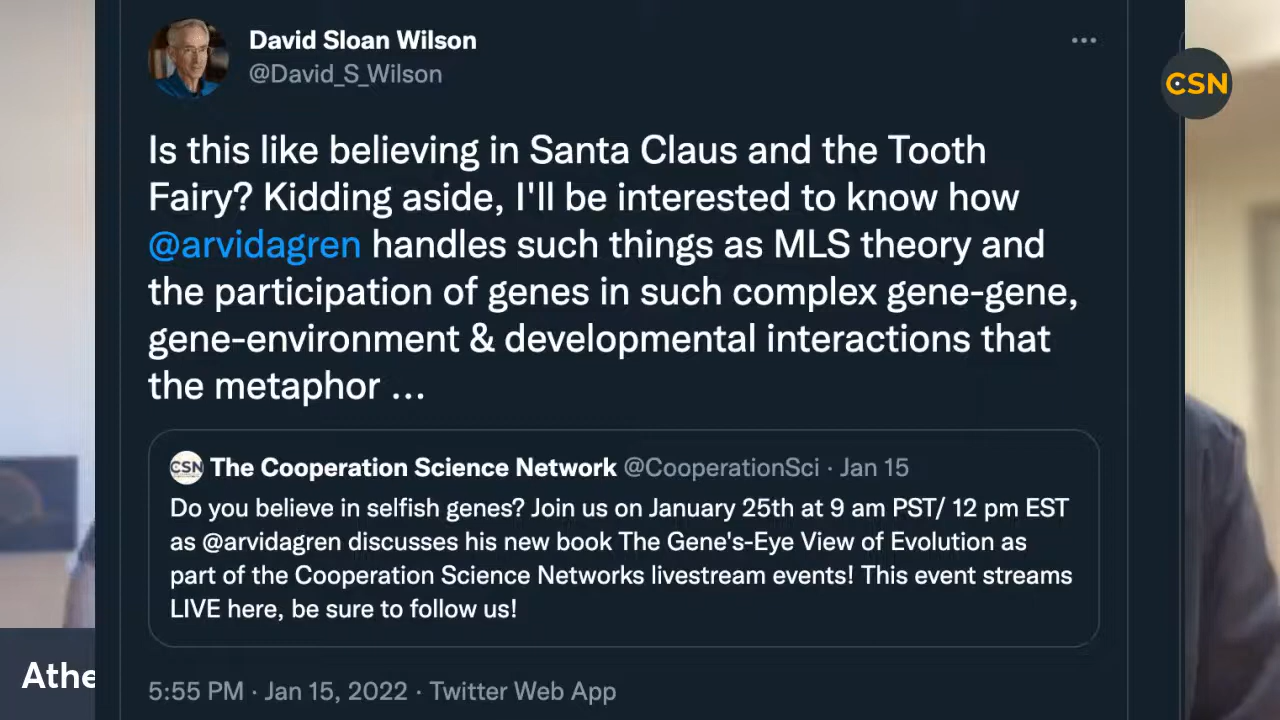 David Sloan Wilson
@David_S_Wilson
CSN
Is this like believing in Santa Claus and the Tooth
Fairy? Kidding aside, I'll be interested to know how
@arvidagren handles such things as MLS theory and
the participation of genes in such complex gene-gene,
gene-environment & developmental interactions that
the metaphor ...
CSN The Cooperation Science Network @CooperationSci · Jan 15
Do you believe in selfish genes? Join us on January 25th at 9 am PST/ 12 pm EST
as @arvidagren discusses his new book The Gene's-Eye View of Evolution as
part of the Cooperation Science Networks livestream events! This event streams
LIVE here, be sure to follow us!
Athe
5:55 PM · Jan 15, 2022 · Twitter Web App